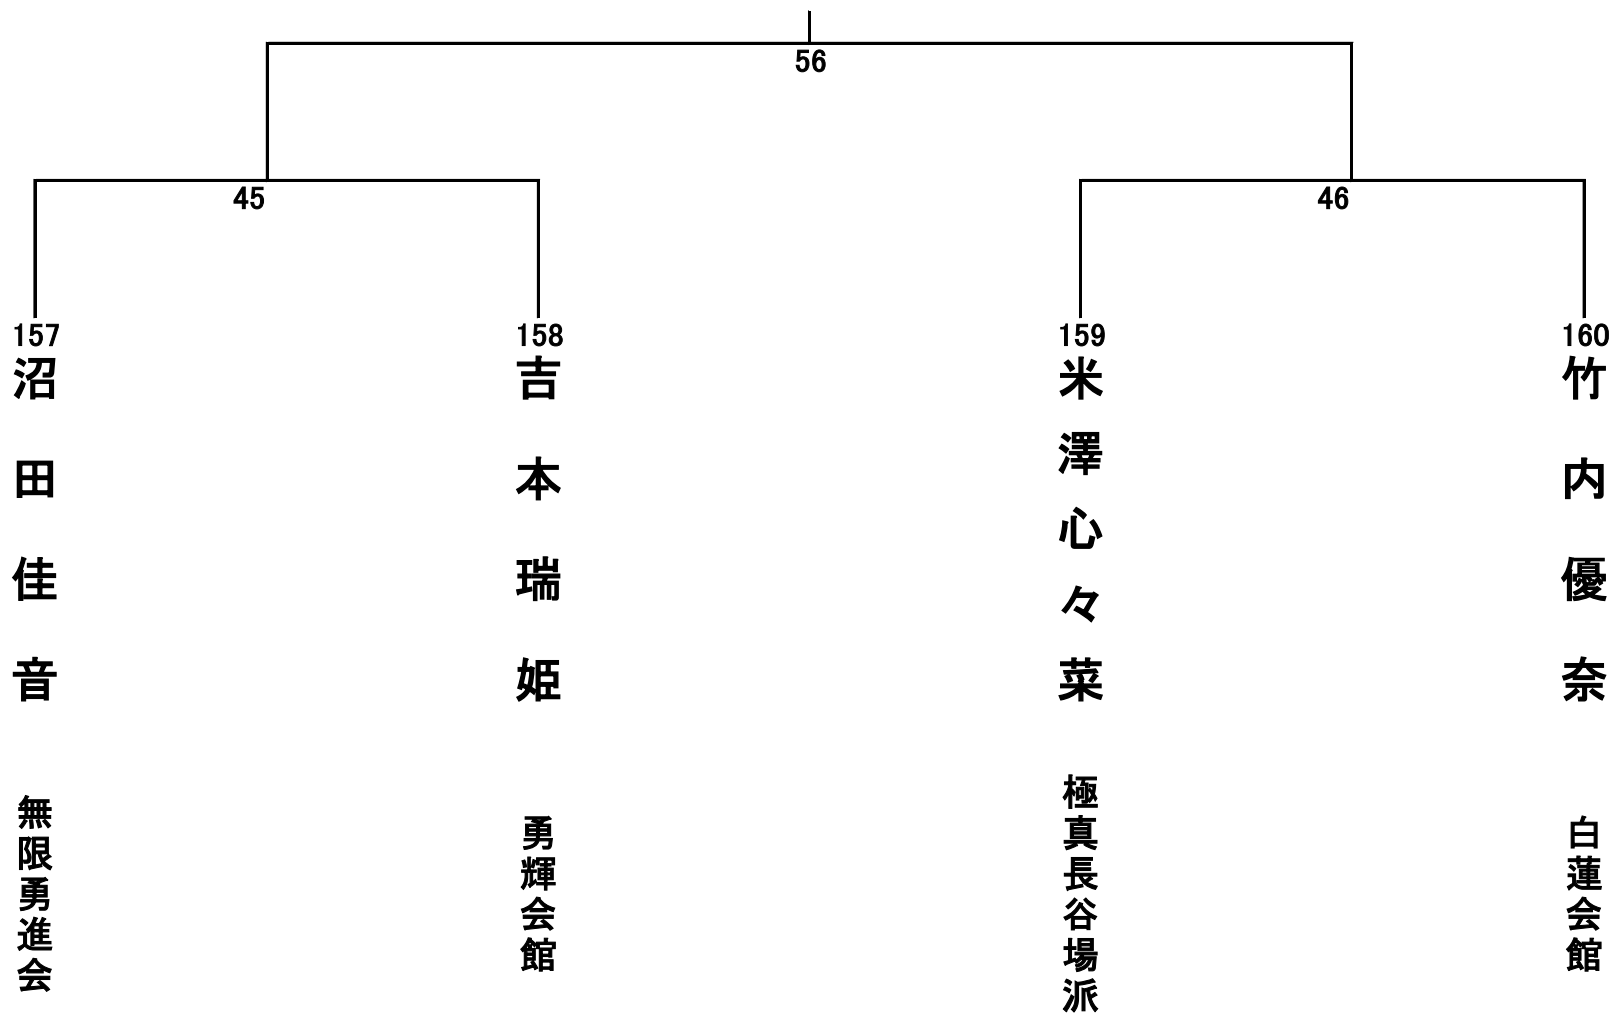 56
45
46
157
沼田佳音
無限勇進会
158
吉本瑞姫
勇輝会館
159
米澤心々菜
極真長谷場派
160
竹内優奈
白蓮会館